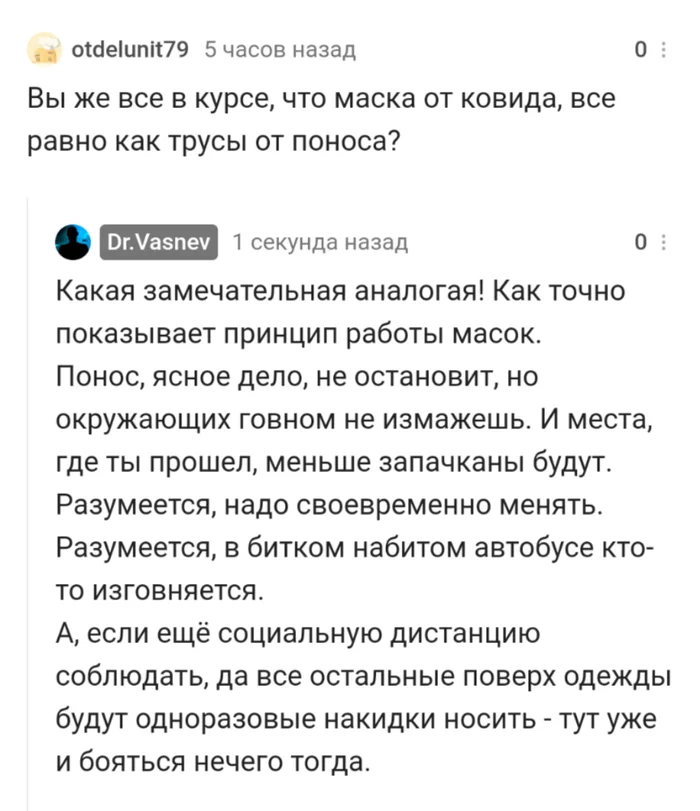 otdelunit79 5 часов назад 0
Вы же все в курсе, что маска от ковида, все
равно как трусы от поноса?
Dr.Vasnev 1 секунда назад 0
Какая замечательная аналогая! Как точно
показывает принцип работы масок.
Понос, ясное дело, не остановит, но
окружающих говном не измажешь. И места,
где ты прошел, меньше запачканы будут.
Разумеется, надо своевременно менять.
Разумеется, в битком набитом автобусе кто-
то изговняется.
А, если ещё социальную дистанцию
соблюдать, да все остальные поверх одежды
будут одноразовые накидки носить - тут уже
и бояться нечего тогда.